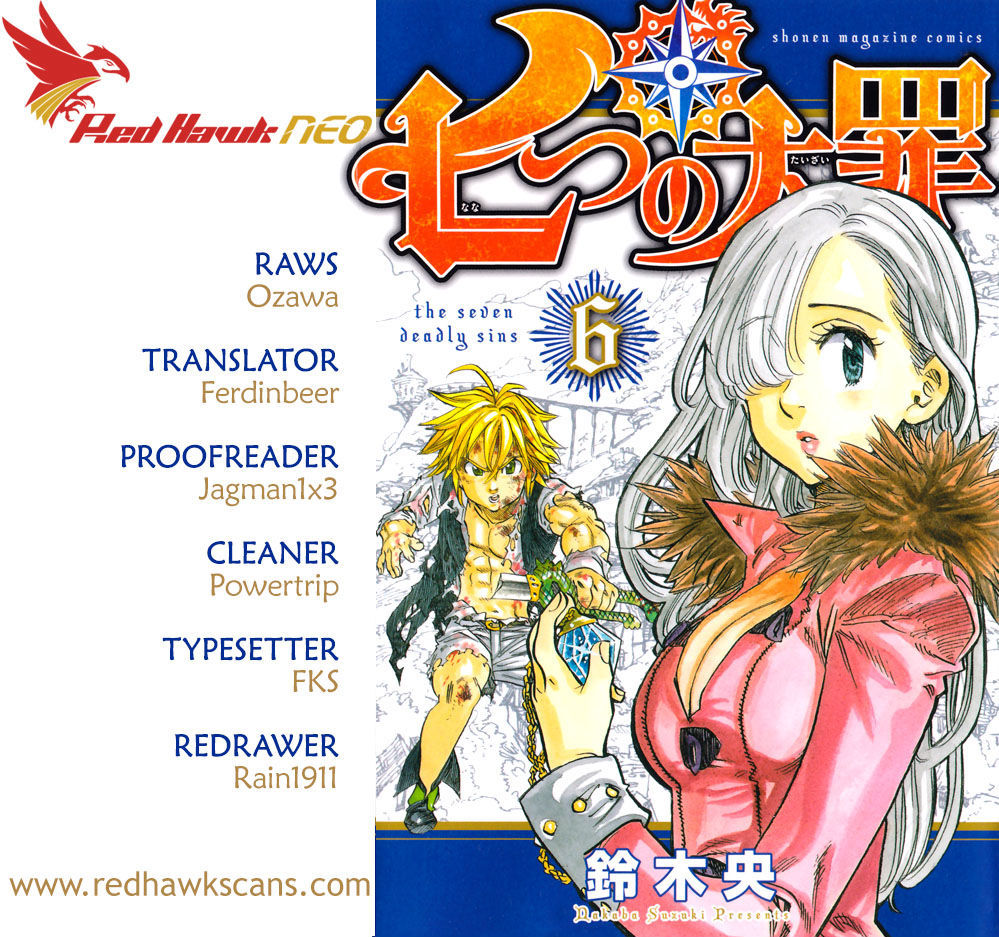 Red Hawk NEO
RAWS
Ozawa
TRANSLATOR
Ferdinbeer
PROOFREADER
Jagman1x3
CLEANER
Powertrip
TYPESETTER
FKS
REDRAWER
Rain1911
www.redhawkscans.com
shonen magazine comics
七つの大罪
なな
たいざい
the seven
deadly sins
6
鈴木央
Nakaba Suzuki Presents